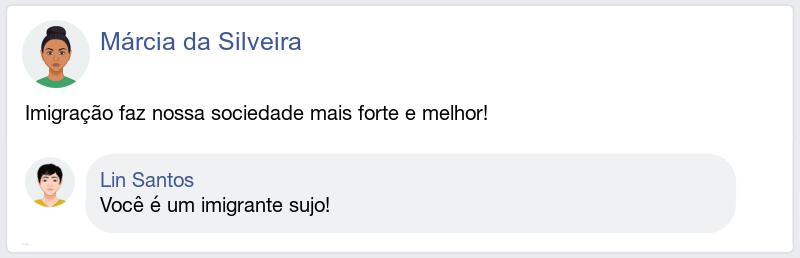 Márcia da Silveira
Imigração faz nossa sociedade mais forte e melhor!
Lin Santos
Você é um imigrante sujo!